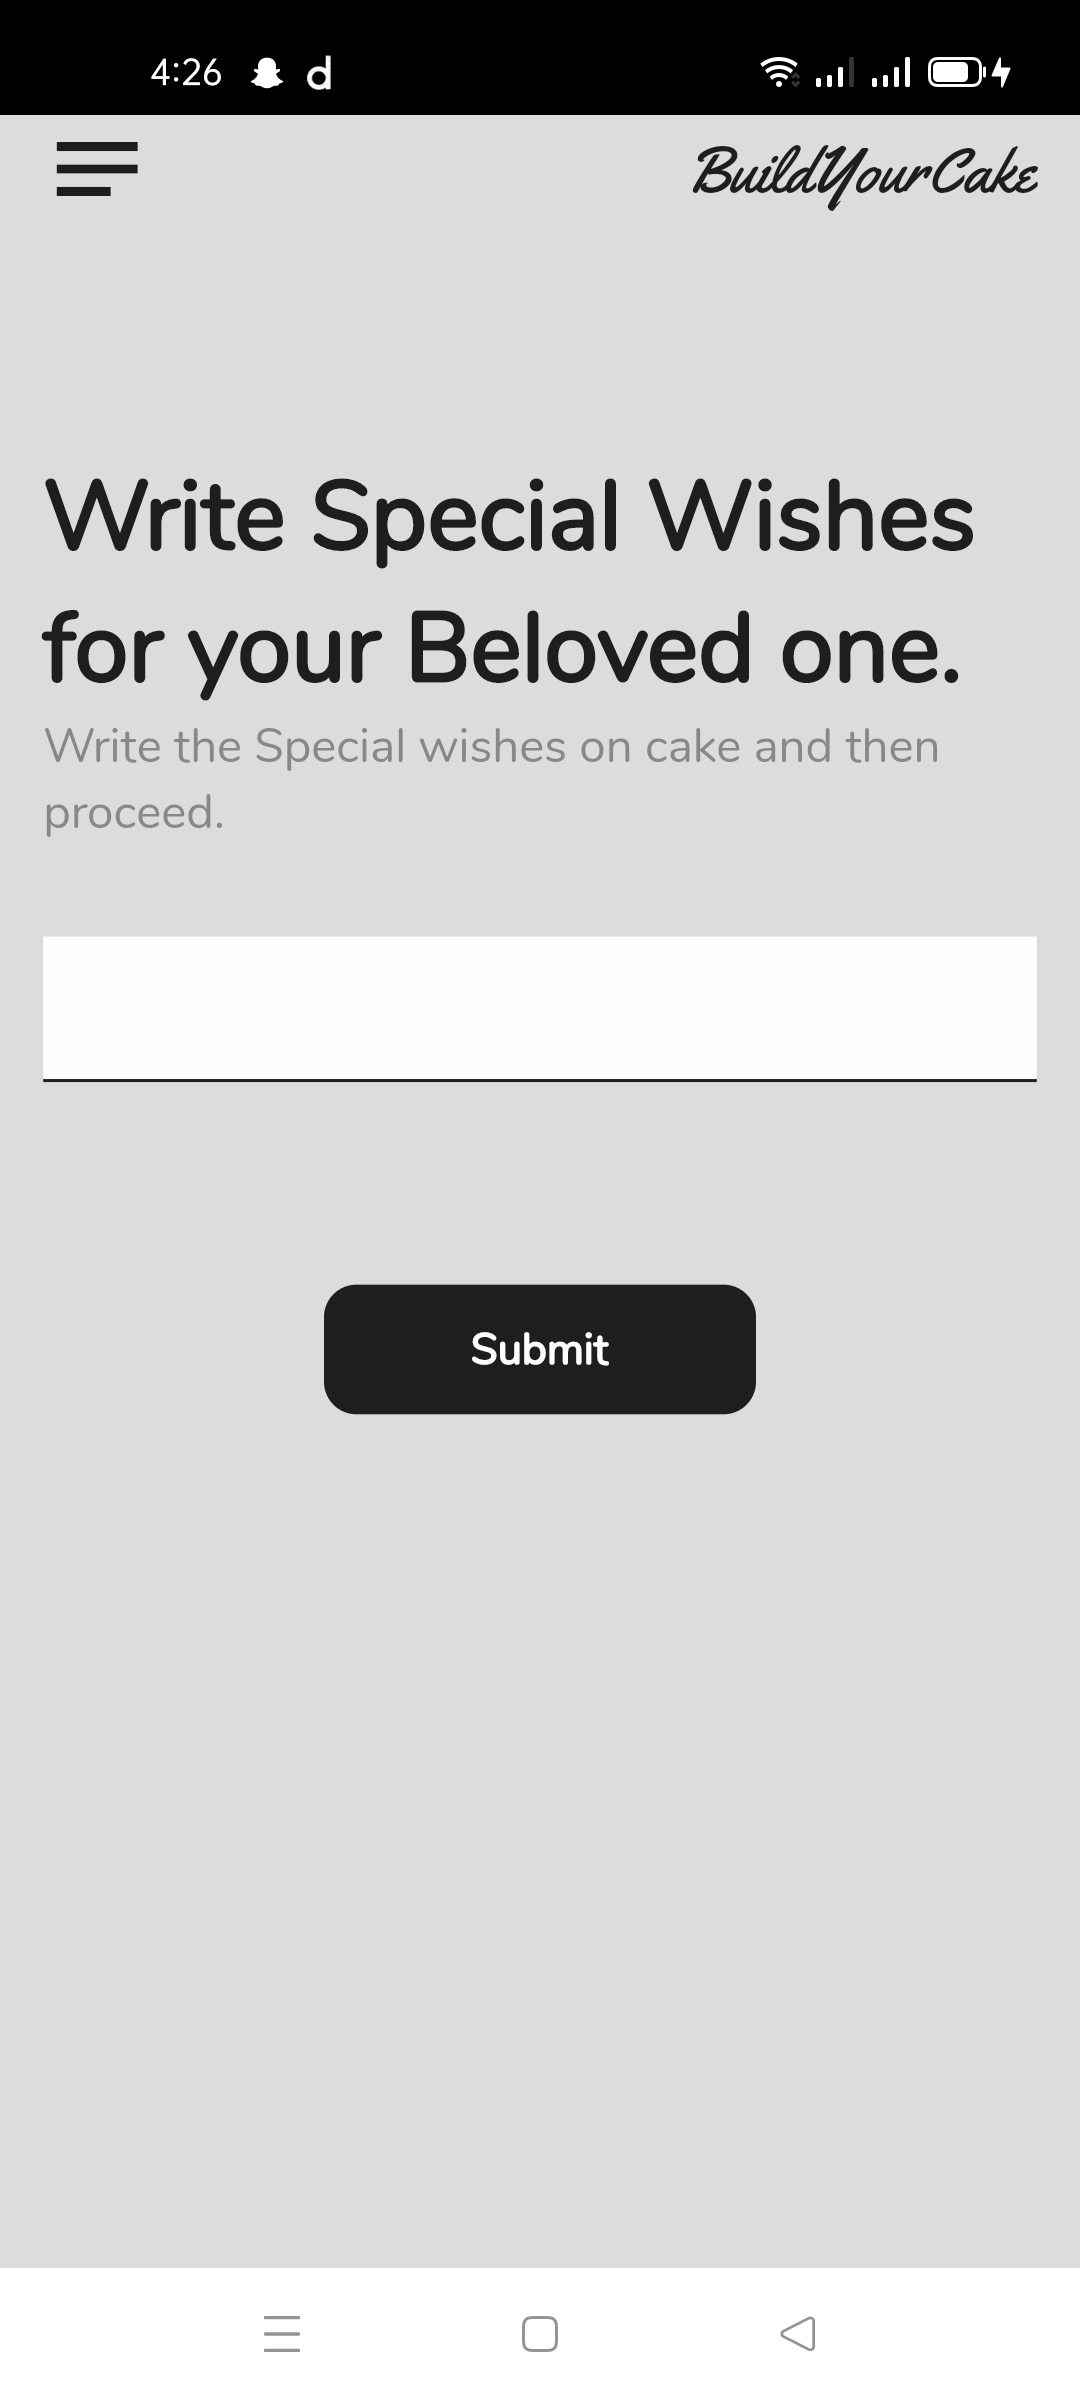 4:26
BuildYourCake
Write Special Wishes
for your Beloved one.
Write the Special wishes on cake and then
proceed.
Submit